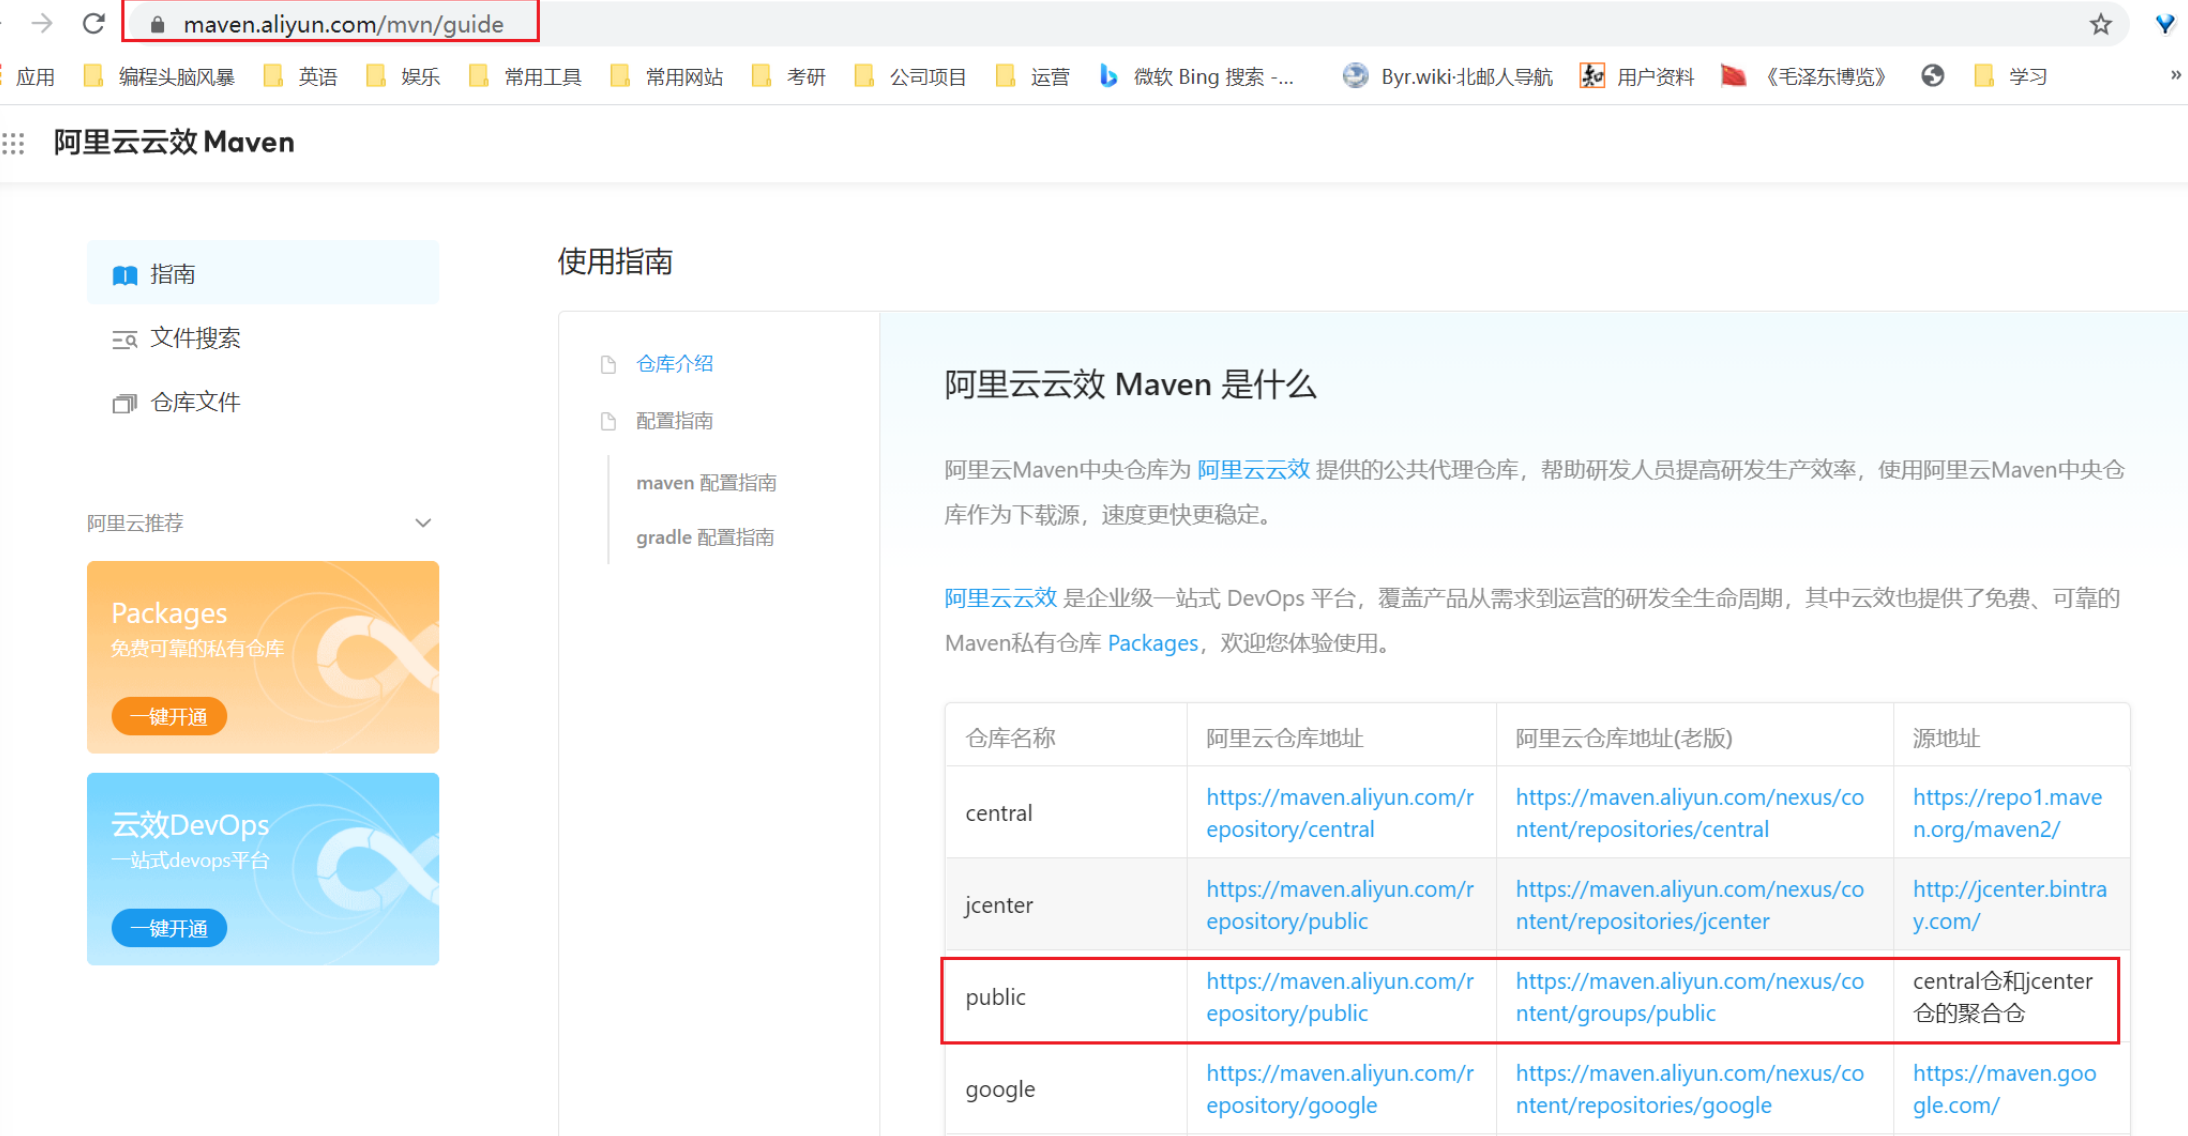 maven.aliyun.com/mvn/guide
应用
编程头脑风暴
英语
娱乐
常用工具
常用网站
考研
公司项目
运营
微软 Bing 搜索 -...
Byr.wiki·北邮人导航
知
用户资料
《毛泽东博览》
学习
»
阿里云云效 Maven
指南
文件搜索
仓库文件
阿里云推荐
Packages
免费可靠的私有仓库
一键开通
云效DevOps
一站式devops平台
一键开通
使用指南
仓库介绍
配置指南
maven 配置指南
gradle 配置指南
阿里云云效 Maven 是什么
阿里云Maven中央仓库为 阿里云云效 提供的公共代理仓库，帮助研发人员提高研发生产效率，使用阿里云Maven中央仓
库作为下载源，速度更快更稳定。
阿里云云效 是企业级一站式 DevOps 平台，覆盖产品从需求到运营的研发全生命周期，其中云效也提供了免费、可靠的
Maven私有仓库 Packages，欢迎您体验使用。
仓库名称
阿里云仓库地址
阿里云仓库地址(老版)
源地址
central
https://maven.aliyun.com/r
epository/central
https://maven.aliyun.com/nexus/co
ntent/repositories/central
https://repo1.mave
n.org/maven2/
jcenter
https://maven.aliyun.com/r
epository/public
https://maven.aliyun.com/nexus/co
ntent/repositories/jcenter
http://jcenter.bintra
y.com/
public
https://maven.aliyun.com/r
epository/public
https://maven.aliyun.com/nexus/co
ntent/groups/public
central仓和jcenter
仓的聚合仓
google
https://maven.aliyun.com/r
epository/google
https://maven.aliyun.com/nexus/co
ntent/repositories/google
https://maven.goo
gle.com/